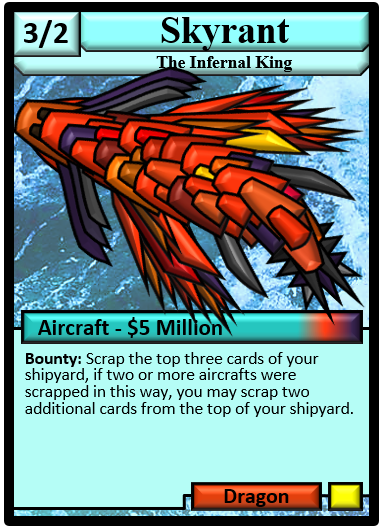 3/2
Skyrant
The Infernal King
Aircraft - $5 Million
Bounty: Scrap the top three cards of your
shipyard, if two or more aircrafts were
scrapped in this way, you may scrap two
additional cards from the top of your shipyard.
Dragon